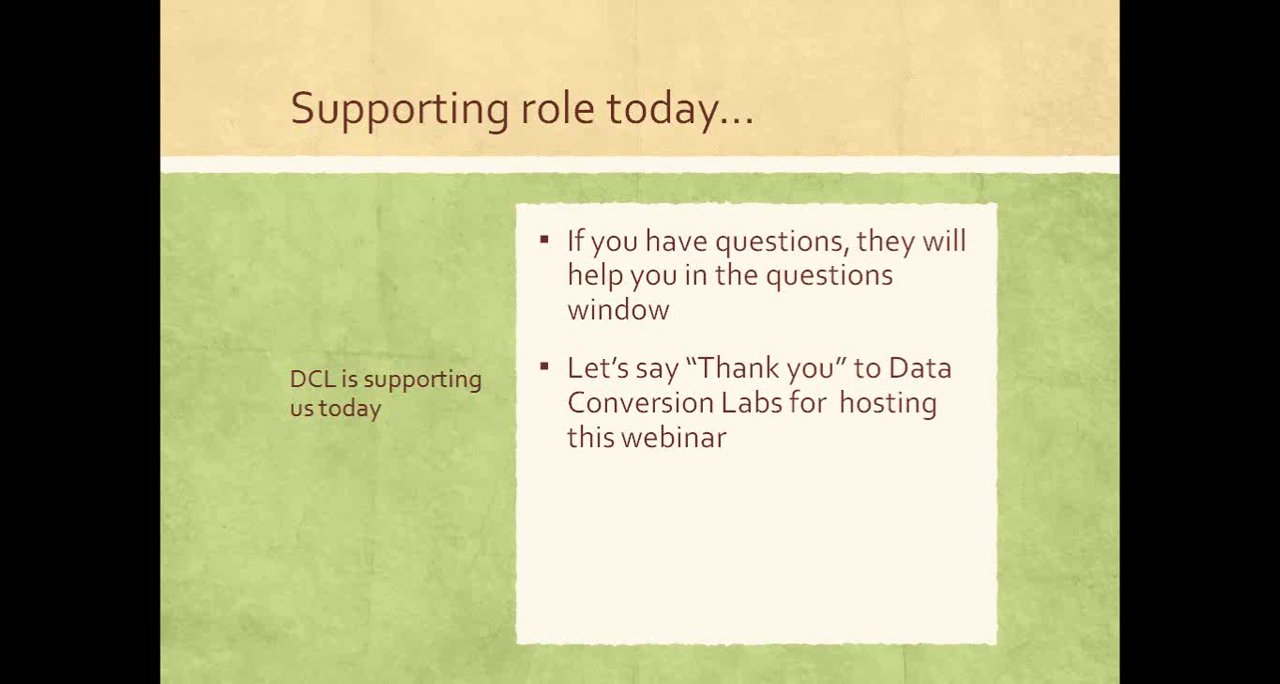 Supporting role today...
DCL is supporting
us today
▪ If you have questions, they will
help you in the questions
window
▪ Let’s say “Thank you” to Data
Conversion Labs for hosting
this webinar